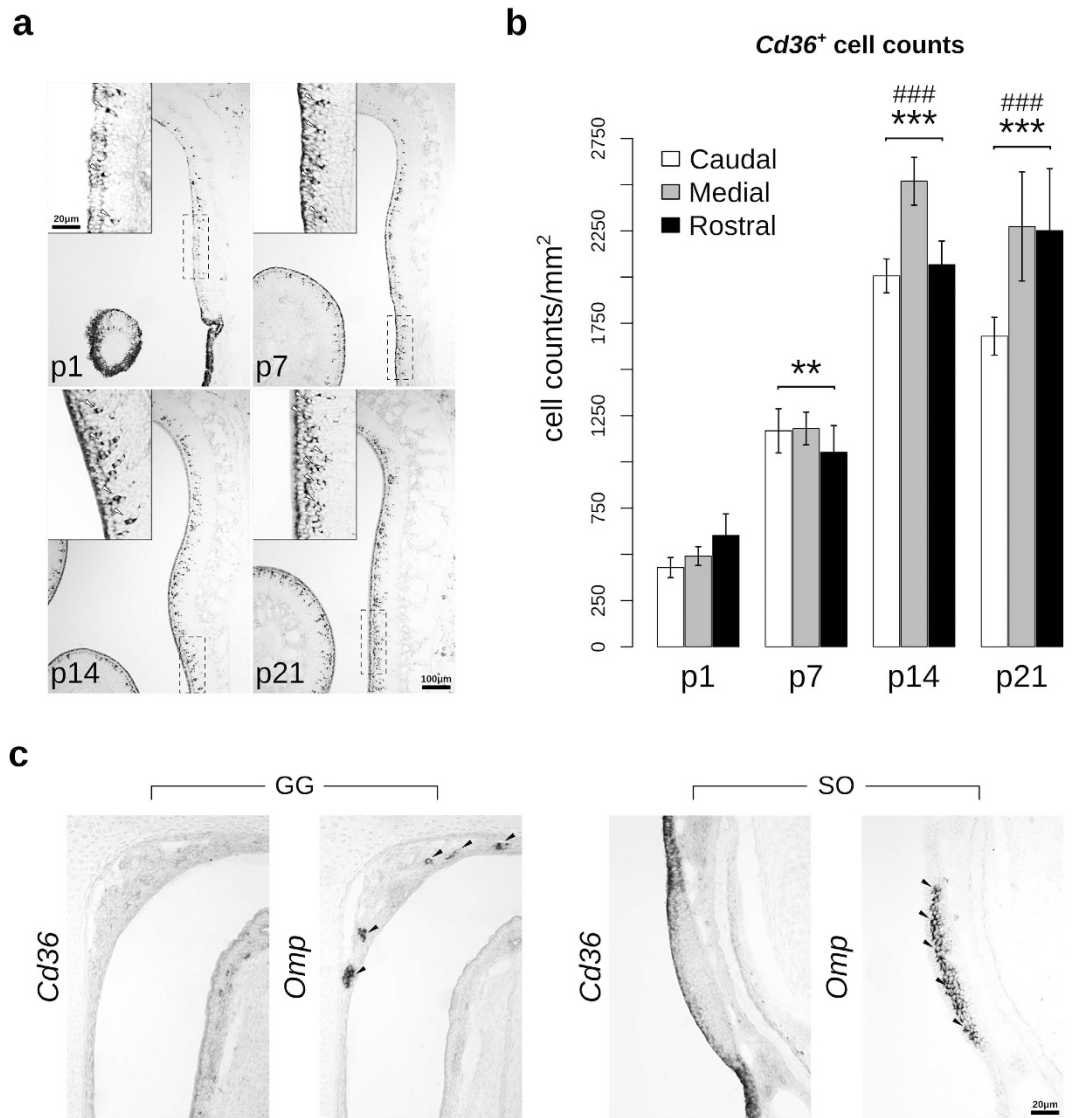 a
20µm
p1
p7
p14
p21
100µm
b
Cd36+ cell counts
cell counts/mm2
2750
2250
1750
1250
750
250
0
Caudal
Medial
Rostral
**
###
***
###
***
p1
p7
p14
p21
c
GG
SO
Cd36
Omp
Cd36
Omp
20µm